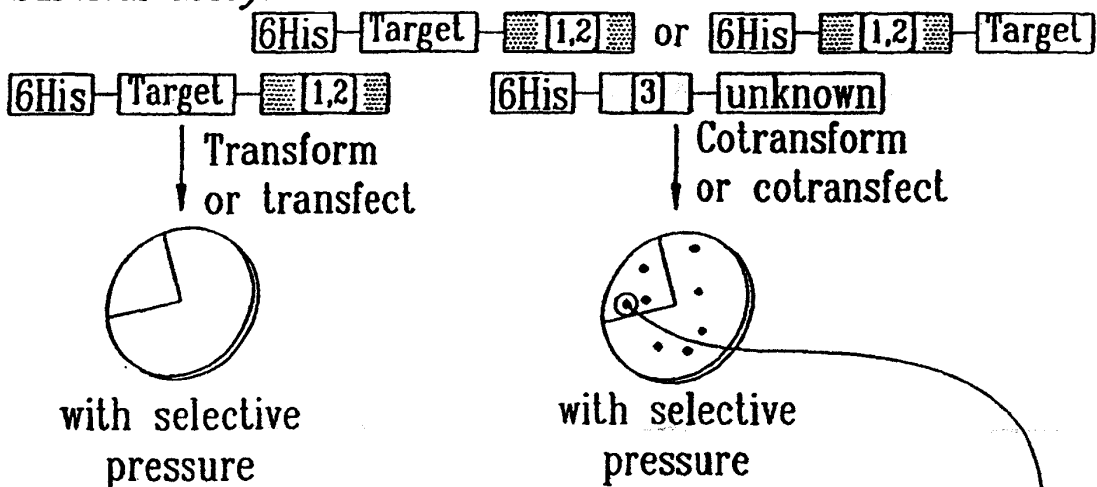 6His Target 1,2 or 6His 1,2 Target
6His Target 1,2
6His 3 unknown
Transform
or transfect
Cotransform
or cotransfect
with selective
pressure
with selective
pressure